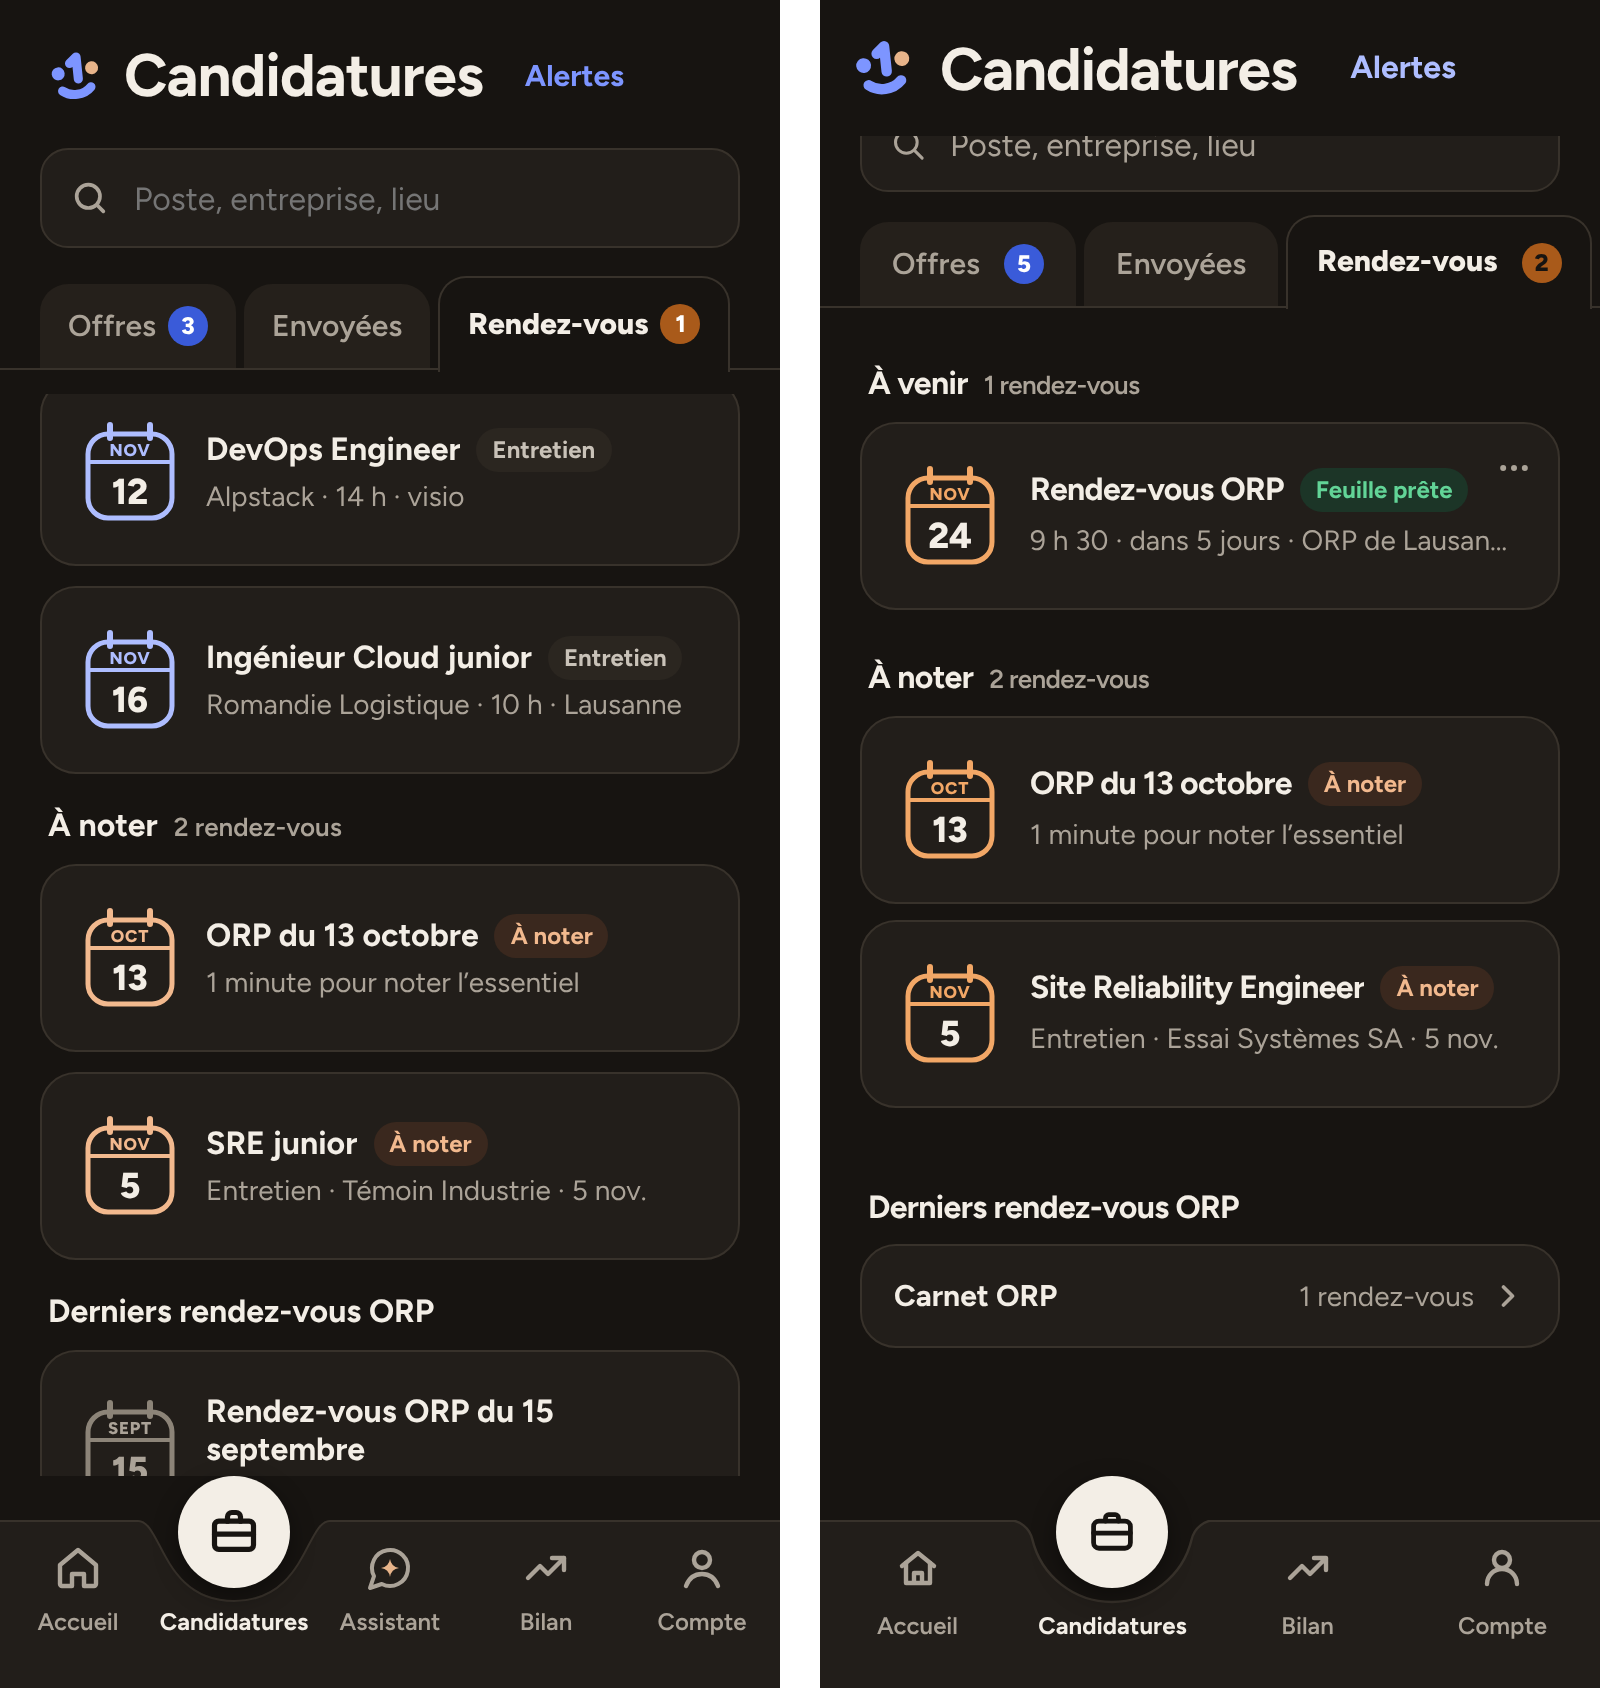 Candidatures
Alertes
Poste, entreprise, lieu
Offres 3
Envoyées
Rendez-vous 1
NOV
12
DevOps Engineer
Entretien
Alpstack · 14 h · visio
NOV
16
Ingénieur Cloud junior
Entretien
Romandie Logistique · 10 h · Lausanne
À noter 2 rendez-vous
OCT
13
ORP du 13 octobre
À noter
1 minute pour noter l’essentiel
NOV
5
SRE junior
À noter
Entretien · Témoin Industrie · 5 nov.
Derniers rendez-vous ORP
SEPT
15
Rendez-vous ORP du 15
septembre
Accueil
Candidatures
Assistant
Bilan
Compte
Candidatures
Alertes
Poste, entreprise, lieu
Offres 5
Envoyées
Rendez-vous 2
À venir 1 rendez-vous
NOV
24
Rendez-vous ORP
Feuille prête
9 h 30 · dans 5 jours · ORP de Lausan...
À noter 2 rendez-vous
OCT
13
ORP du 13 octobre
À noter
1 minute pour noter l’essentiel
NOV
5
Site Reliability Engineer
À noter
Entretien · Essai Systèmes SA · 5 nov.
Derniers rendez-vous ORP
Carnet ORP
1 rendez-vous
Accueil
Candidatures
Bilan
Compte